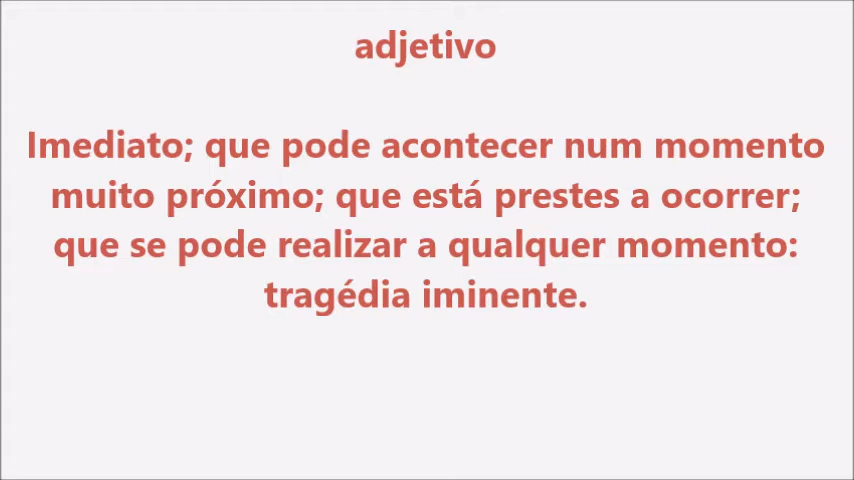 adjetivo
Imediato; que pode acontecer num momento
muito próximo; que está prestes a ocorrer;
que se pode realizar a qualquer momento:
tragédia iminente.